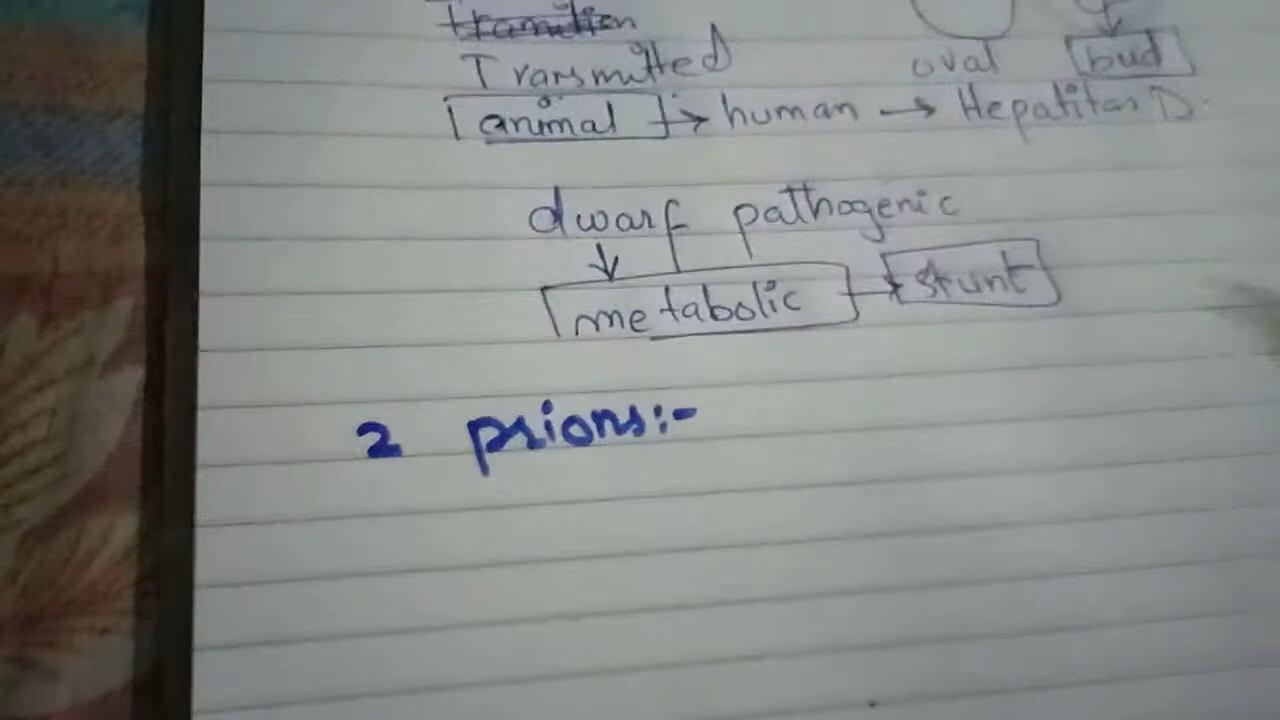 Transmitted
oval bud
animal → human → Hepatitis D.
dwarf pathogenic
↓
metabolic → stunt
2 prions:-